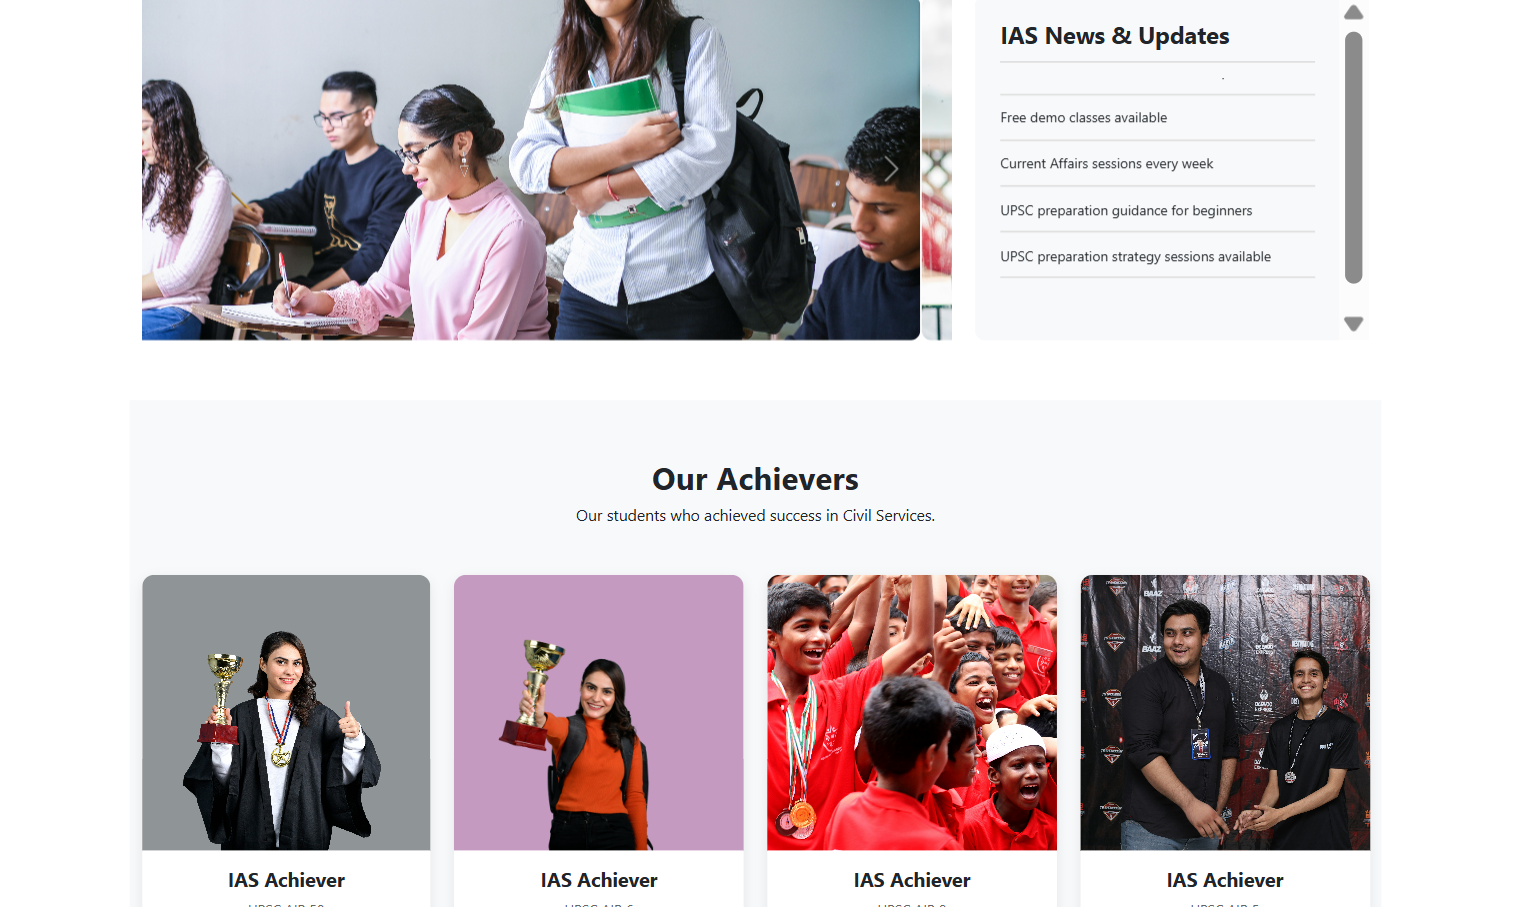 IAS News & Updates
Free demo classes available
Current Affairs sessions every week
UPSC preparation guidance for beginners
UPSC preparation strategy sessions available
Our Achievers
Our students who achieved success in Civil Services.
BAAZ
BAAZ
IAS Achiever
IAS Achiever
IAS Achiever
IAS Achiever